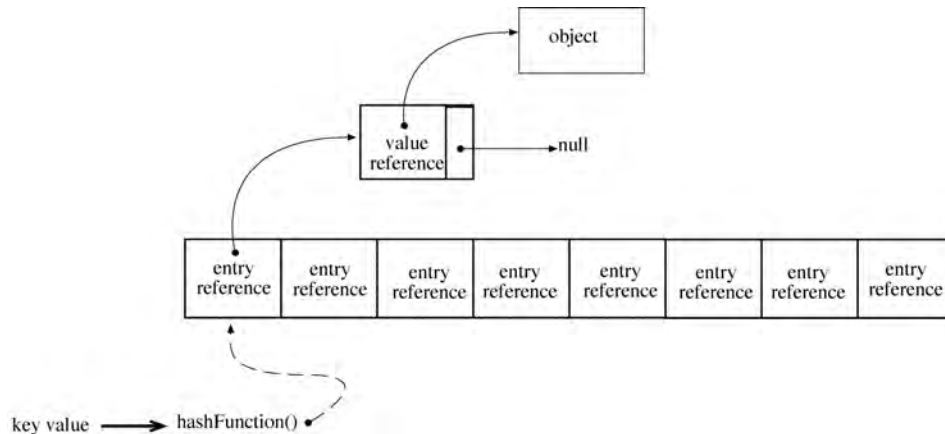 object
value
reference
null
entry entry entry entry entry entry entry entry
reference reference reference reference reference reference reference reference
key value hashFunction()